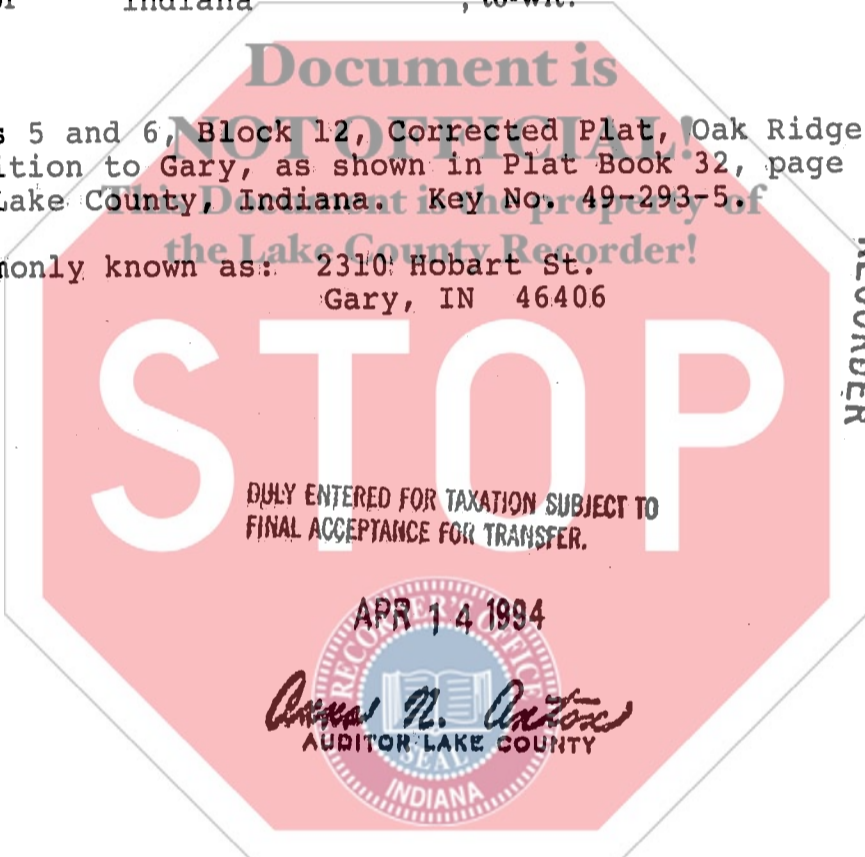 Indiana , to-wit:
Document is
NOT OFFICIAL!
s 5 and 6, Block 12, Corrected Plat, Oak Ridge
ition to Gary, as shown in Plat Book 32, page
Lake County, Indiana. Key No. 49-293-5.
This Document is the property of
the Lake County Recorder!
monly known as: 2310 Hobart St.
Gary, IN 46406
RECORDER
STOP
DULY ENTERED FOR TAXATION SUBJECT TO
FINAL ACCEPTANCE FOR TRANSFER.
APR 14 1994
RECORDER'S OFFICE
Anna N. Anton
AUDITOR LAKE COUNTY
SEAL
INDIANA